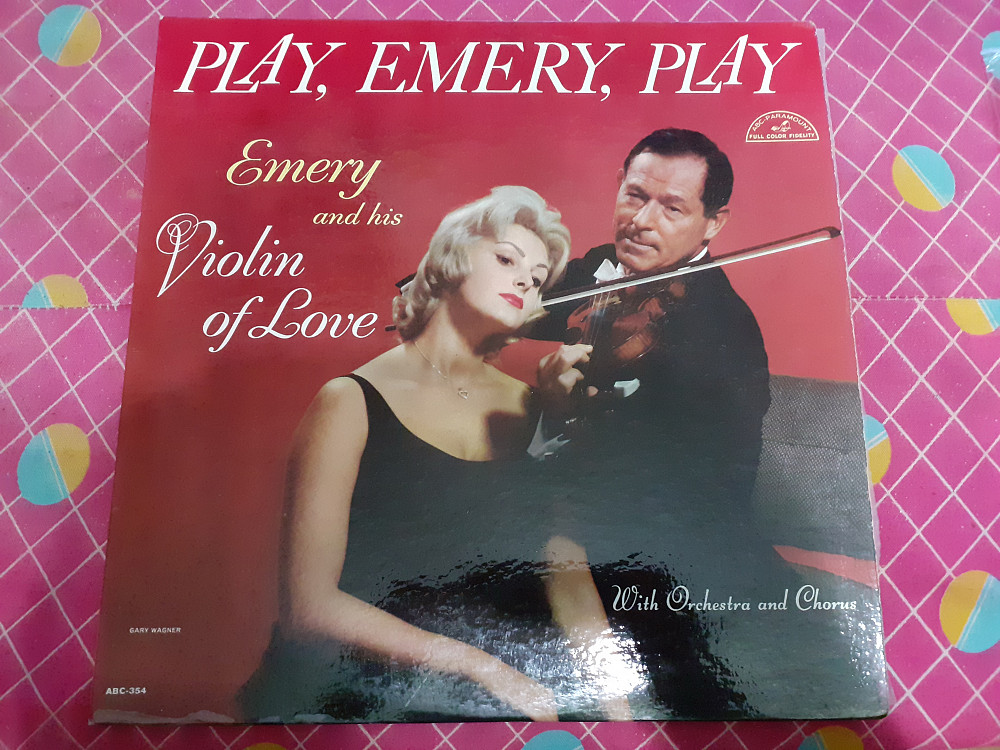 PLAY, EMERY, PLAY
ABC-PARAMOUNT
FULL COLOR FIDELITY
Emery
and his
Violin
of Love
With Orchestra and Chorus
GARY WAGNER
ABC-354